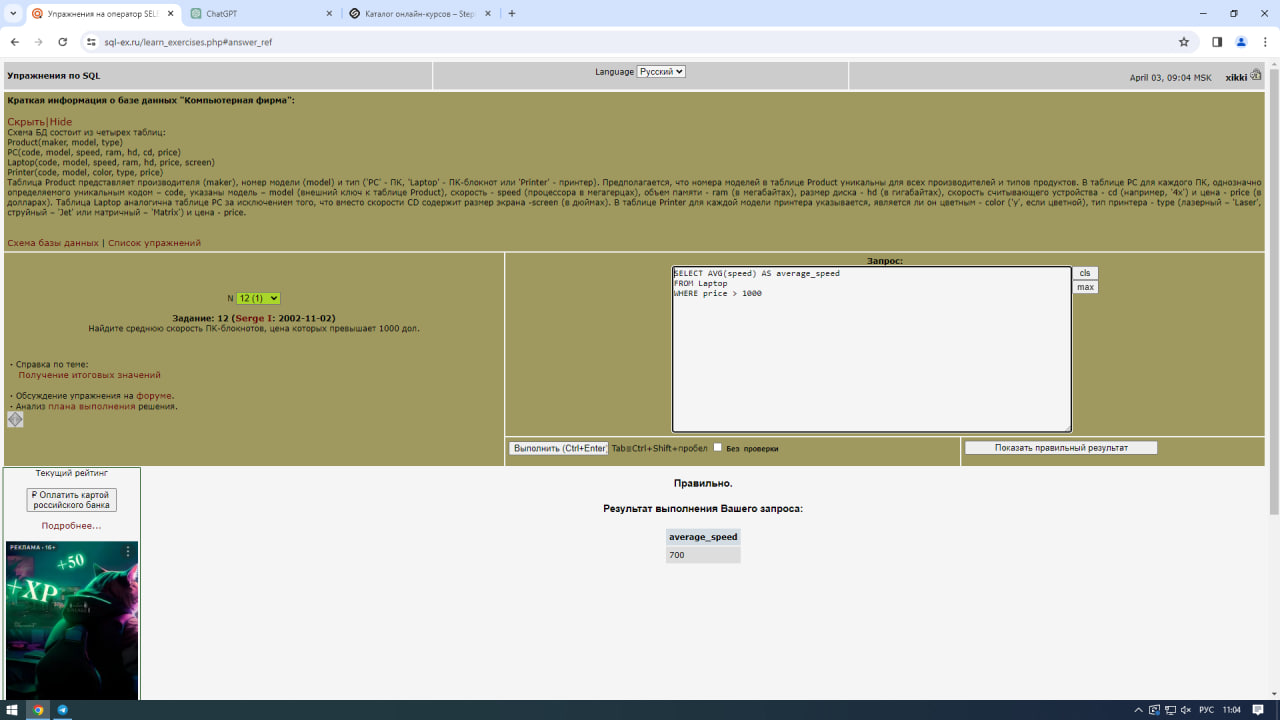 Упражнения на оператор SELE
ChatGPT
Каталог онлайн-курсов – Step
sql-ex.ru/learn_exercises.php#answer_ref
Упражнения по SQL
Language Русский
April 03, 09:04 MSK xikki
Краткая информация о базе данных "Компьютерная фирма":
Скрыть|Hide
Схема БД состоит из четырех таблиц:
Product(maker, model, type)
PC(code, model, speed, ram, hd, cd, price)
Laptop(code, model, speed, ram, hd, price, screen)
Printer(code, model, color, type, price)
Таблица Product представляет производителя (maker), номер модели (model) и тип ('PC' - ПК, 'Laptop' - ПК-блокнот или 'Printer' - принтер). Предполагается, что номера моделей в таблице Product уникальны для всех производителей и типов продуктов. В таблице PC для каждого ПК, однозначно
определяемого уникальным кодом – code, указаны модель – model (внешний ключ к таблице Product), скорость - speed (процессора в мегагерцах), объем памяти - ram (в мегабайтах), размер диска - hd (в гигабайтах), скорость считывающего устройства - cd (например, '4x') и цена - price (в
долларах). Таблица Laptop аналогична таблице PC за исключением того, что вместо скорости CD содержит размер экрана -screen (в дюймах). В таблице Printer для каждой модели принтера указывается, является ли он цветным - color ('y', если цветной), тип принтера - type (лазерный – 'Laser',
струйный – 'Jet' или матричный – 'Matrix') и цена - price.
Схема базы данных | Список упражнений
N 12 (1)
Задание: 12 (Serge I: 2002-11-02)
Найдите среднюю скорость ПК-блокнотов, цена которых превышает 1000 дол.
· Справка по теме:
Получение итоговых значений
· Обсуждение упражнения на форуме.
· Анализ плана выполнения решения.
Запрос:
SELECT AVG(speed) AS average_speed
FROM Laptop
WHERE price > 1000
cls
max
Выполнить (Ctrl+Enter) Tab≡Ctrl+Shift+пробел Без проверки
Показать правильный результат
Текущий рейтинг
₽ Оплатить картой
российского банка
Подробнее...
РЕКЛАМА • 16+
+50
+XP
Правильно.
Результат выполнения Вашего запроса:
average_speed
700
РУС 11:04